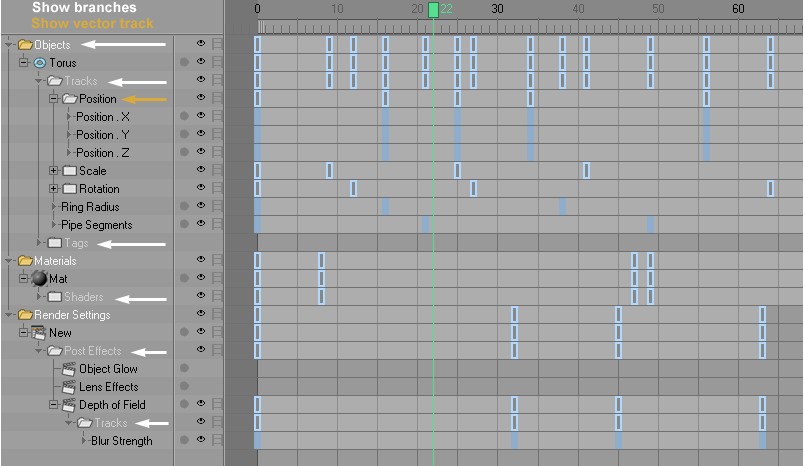 Show branches
Show vector track
0 10 20 22 30 40 50 60
Objects
Torus
Tracks
Position
Position . X
Position . Y
Position . Z
Scale
Rotation
Ring Radius
Pipe Segments
Tags
Materials
Mat
Shaders
Render Settings
New
Post Effects
Object Glow
Lens Effects
Depth of Field
Tracks
Blur Strength